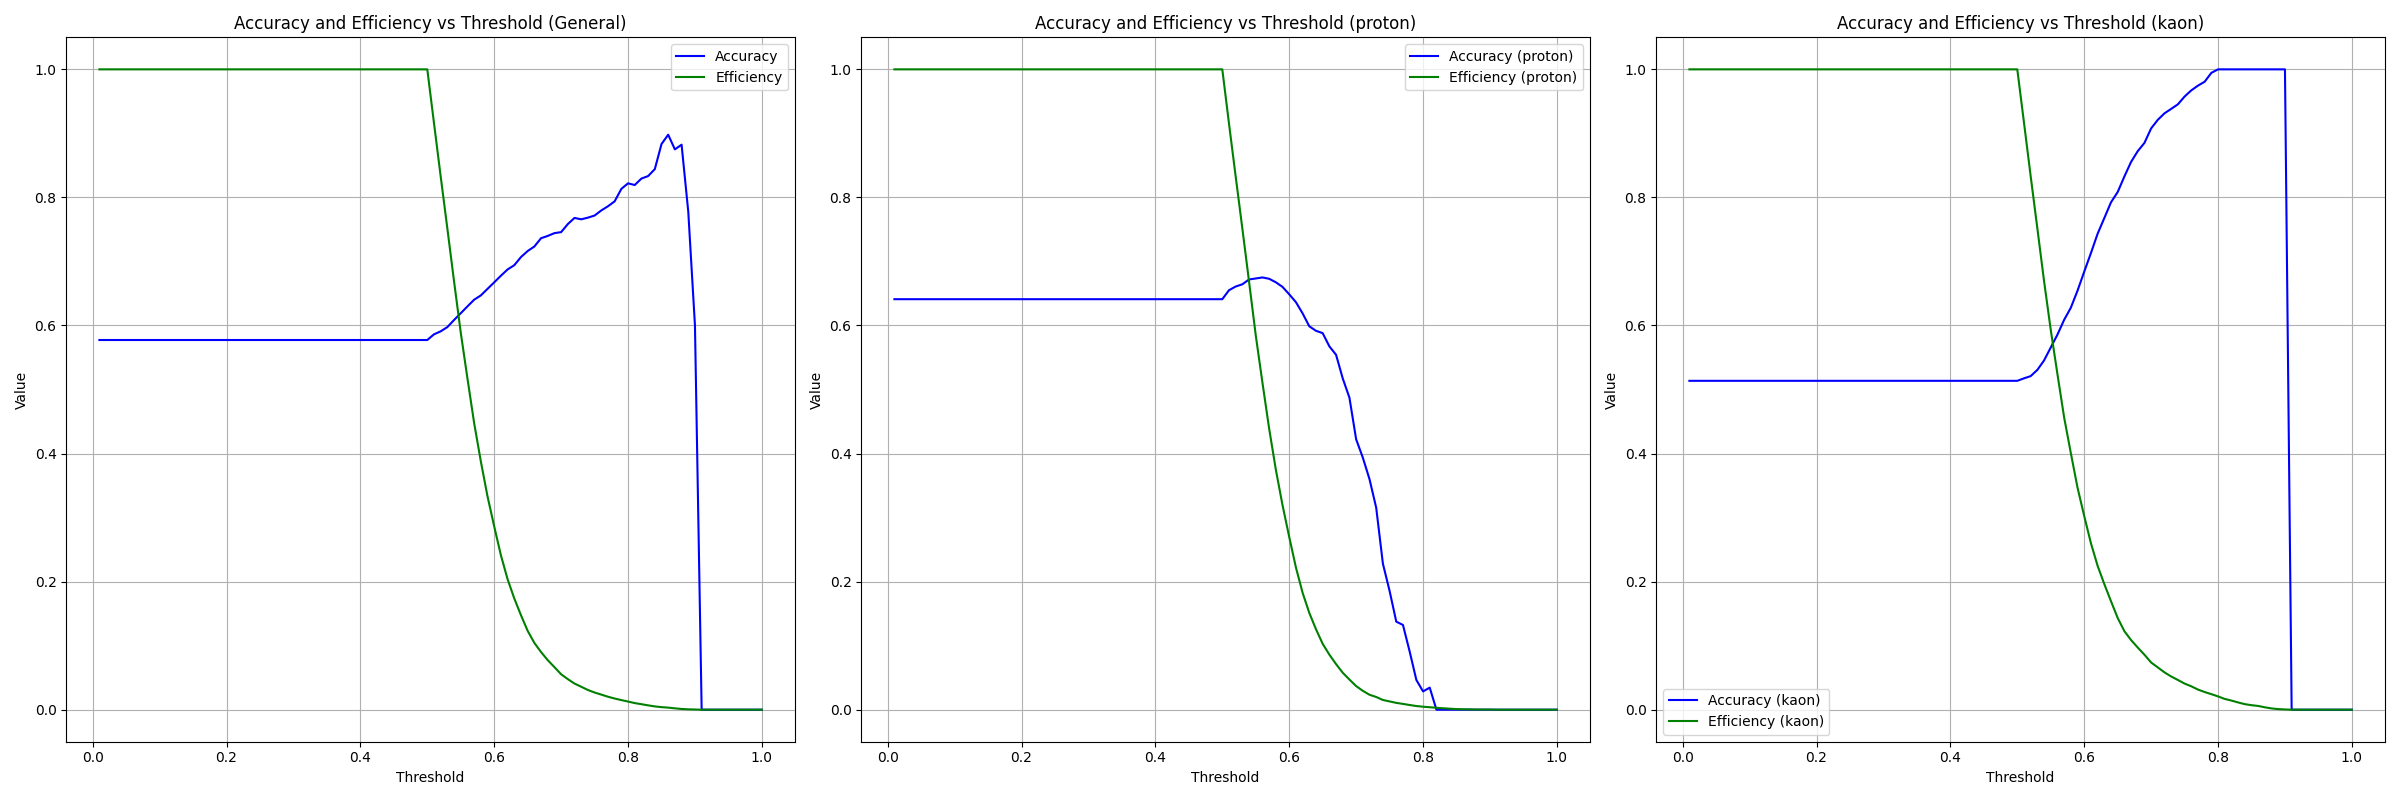 Accuracy and Efficiency vs Threshold (General)
Accuracy
Efficiency
1.0
0.8
0.6
0.4
0.2
0.0
Value
0.0 0.2 0.4 0.6 0.8 1.0
Threshold
Accuracy and Efficiency vs Threshold (proton)
Accuracy (proton)
Efficiency (proton)
1.0
0.8
0.6
0.4
0.2
0.0
Value
0.0 0.2 0.4 0.6 0.8 1.0
Threshold
Accuracy and Efficiency vs Threshold (kaon)
1.0
0.8
0.6
0.4
0.2
0.0
Value
Accuracy (kaon)
Efficiency (kaon)
0.0 0.2 0.4 0.6 0.8 1.0
Threshold